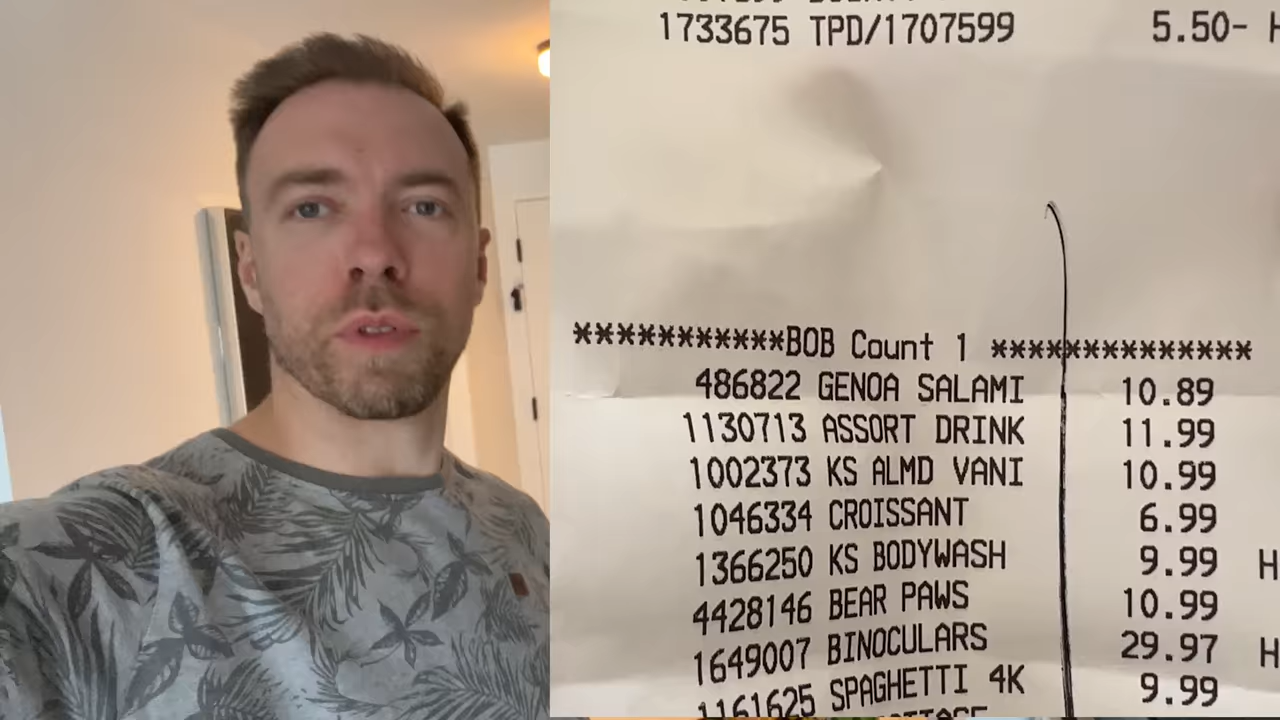 1733675 TPD/1707599 5.50- H
***********BOB Count 1 **************
486822 GENOA SALAMI 10.89
1130713 ASSORT DRINK 11.99
1002373 KS ALMD VANI 10.99
1046334 CROISSANT 6.99
1366250 KS BODYWASH 9.99 H
4428146 BEAR PAWS 10.99
1649007 BINOCULARS 29.97 H
1161625 SPAGHETTI 4K 9.99